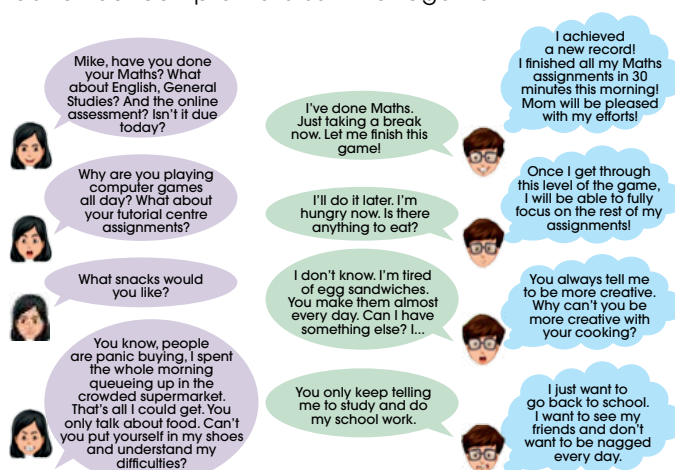 Mike, have you done
your Maths? What
about English, General
Studies? And the online
assessment? Isn't it due
today?
I've done Maths.
Just taking a break
now. Let me finish this
game!
I achieved
a new record!
I finished all my Maths
assignments in 30
minutes this morning!
Mom will be pleased
with my efforts!
Why are you playing
computer games
all day? What about
your tutorial centre
assignments?
I'll do it later. I'm
hungry now. Is there
anything to eat?
Once I get through
this level of the game,
I will be able to fully
focus on the rest of my
assignments!
What snacks would
you like?
I don't know. I'm tired
of egg sandwiches.
You make them almost
every day. Can I have
something else? I...
You always tell me
to be more creative.
Why can't you be
more creative with
your cooking?
You know, people
are panic buying, I spent
the whole morning
queueing up in the
crowded supermarket.
That's all I could get. You
only talk about food. Can't
you put yourself in my shoes
and understand my
difficulties?
You only keep telling
me to study and do
my school work.
I just want to
go back to school.
I want to see my
friends and don't
want to be nagged
every day.